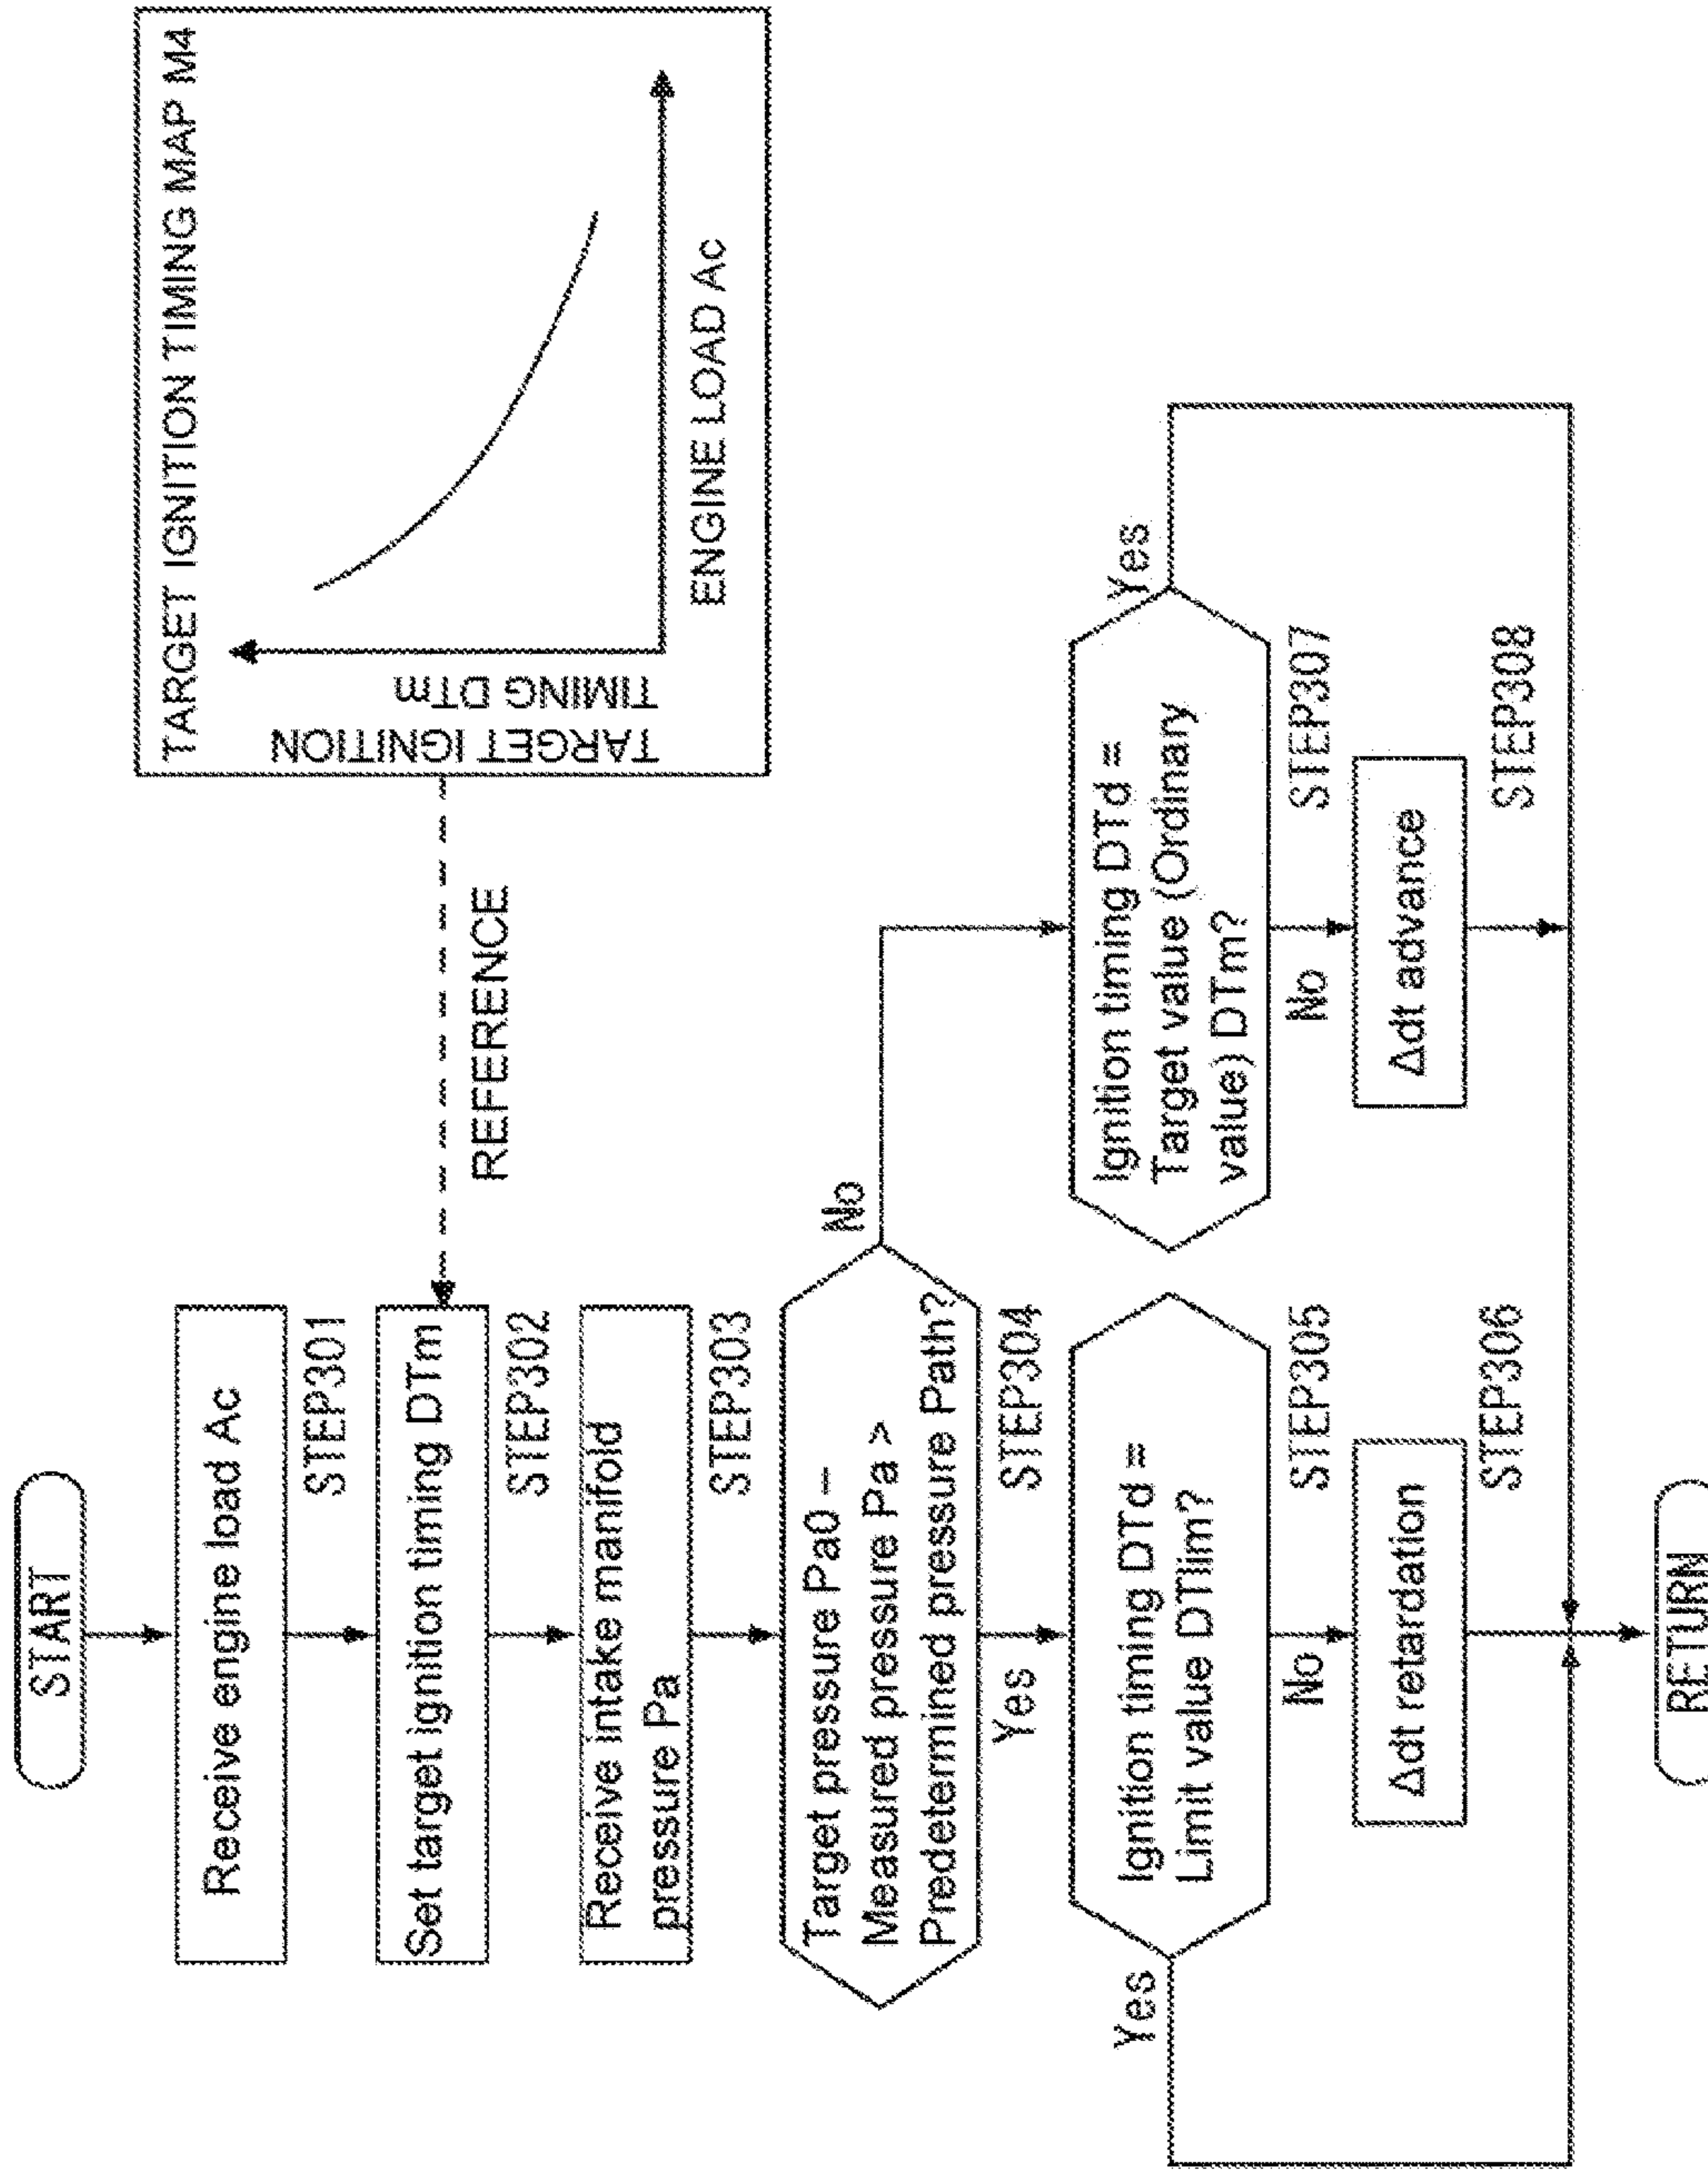 START
Receive engine load Ac
STEP301
Set target ignition timing DTm
STEP302
REFERENCE
TARGET IGNITION TIMING MAP M4
TARGET IGNITION
TIMING DTm
ENGINE LOAD Ac
Receive intake manifold
pressure Pa
STEP303
Target pressure Pa0 –
Measured pressure Pa >
Predetermined pressure Path?
STEP304
No
Yes
Ignition timing DTd =
Limit value DTlim?
STEP305
Yes
No
Δdt retardation
STEP306
Ignition timing DTd =
Target value (Ordinary
value) DTm?
STEP307
Yes
No
Δdt advance
STEP308
RETURN